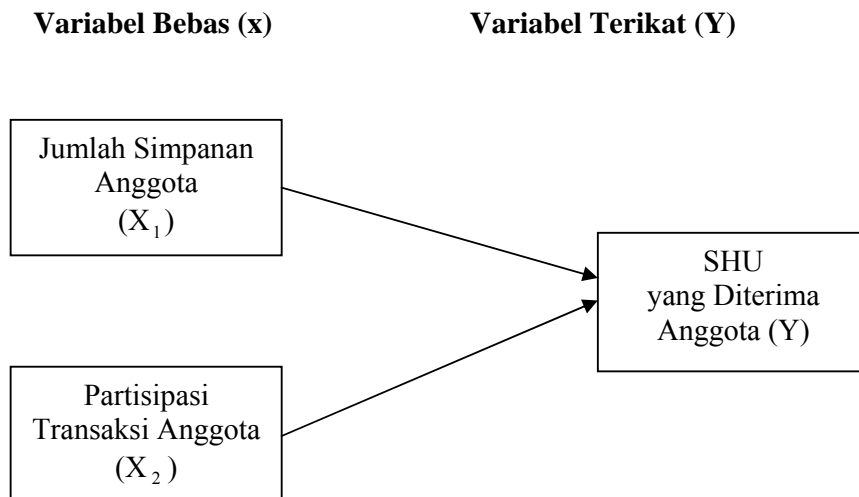 Variabel Bebas (x)
Variabel Terikat (Y)
Jumlah Simpanan
Anggota
(X₁)
SHU
yang Diterima
Anggota (Y)
Partisipasi
Transaksi Anggota
(X₂)